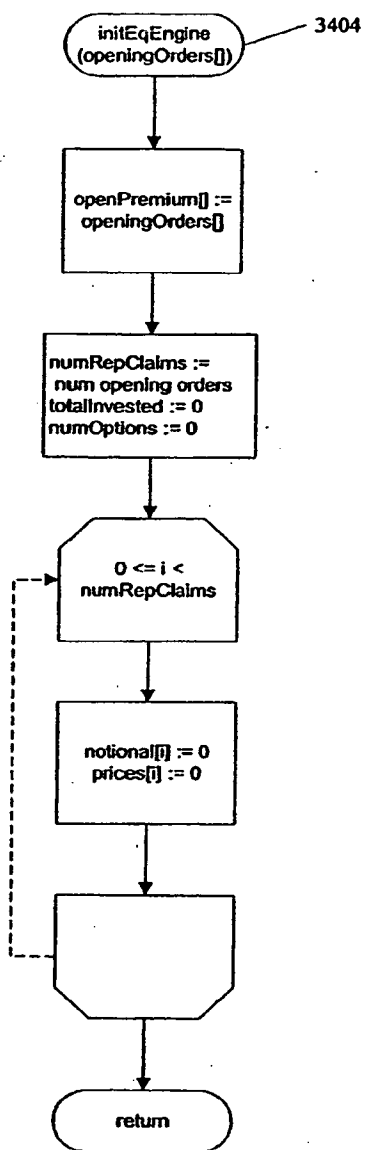 initEqEngine
(openingOrders[])
3404
openPremium[] :=
openingOrders[]
numRepClaims :=
num opening orders
totalInvested := 0
numOptions := 0
0 <= i <
numRepClaims
notional[i] := 0
prices[i] := 0
return